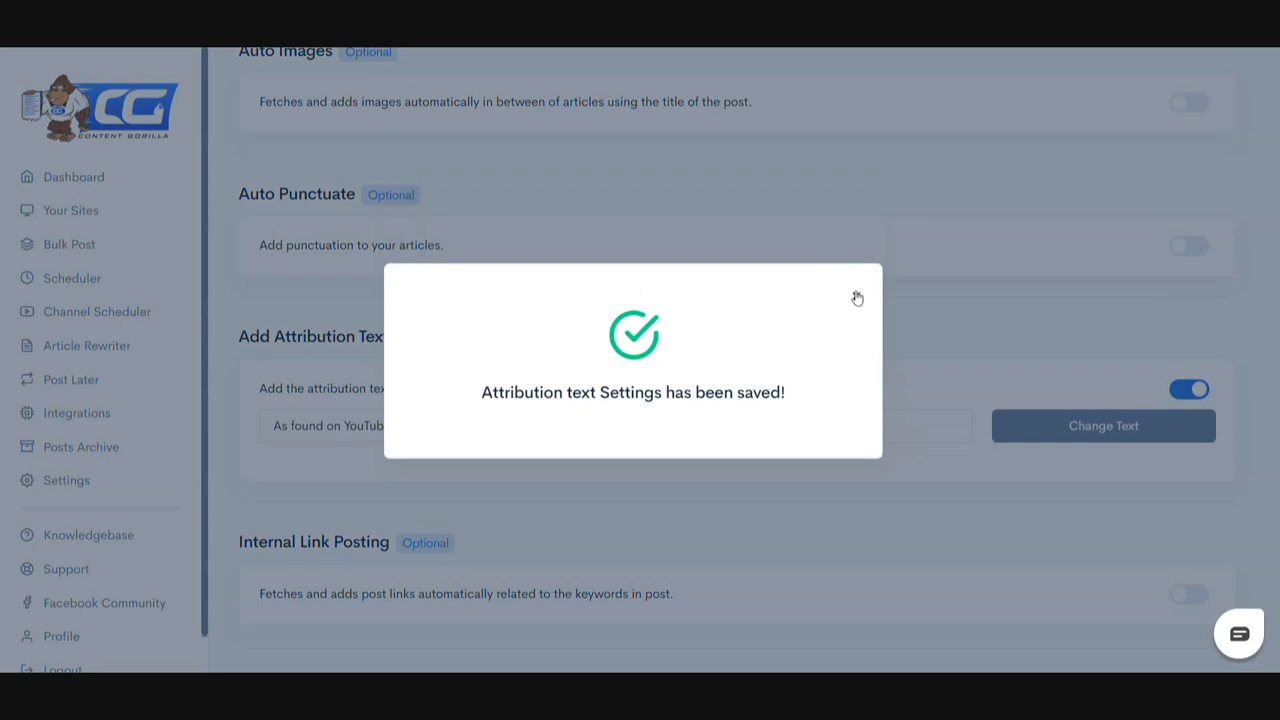 Auto Images Optional
Fetches and adds images automatically in between of articles using the title of the post.
CG
CONTENT GORILLA
Dashboard
Your Sites
Bulk Post
Scheduler
Channel Scheduler
Article Rewriter
Post Later
Integrations
Posts Archive
Settings
Knowledgebase
Support
Facebook Community
Profile
Logout
Auto Punctuate Optional
Add punctuation to your articles.
Attribution text Settings has been saved!
Add Attribution Tex
Add the attribution tex
As found on YouTub
Change Text
Internal Link Posting Optional
Fetches and adds post links automatically related to the keywords in post.